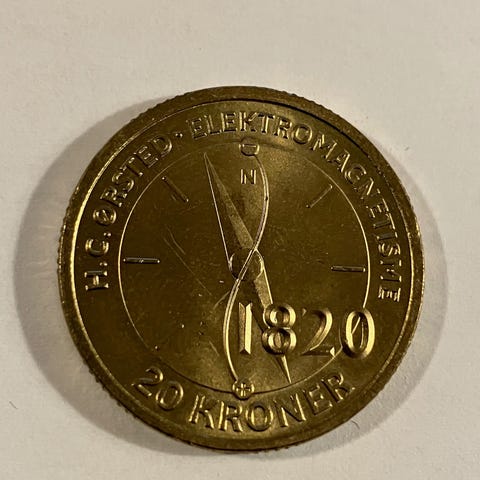 H.C. ØRSTED · ELEKTROMAGNETISME
N
1820
20 KRONER